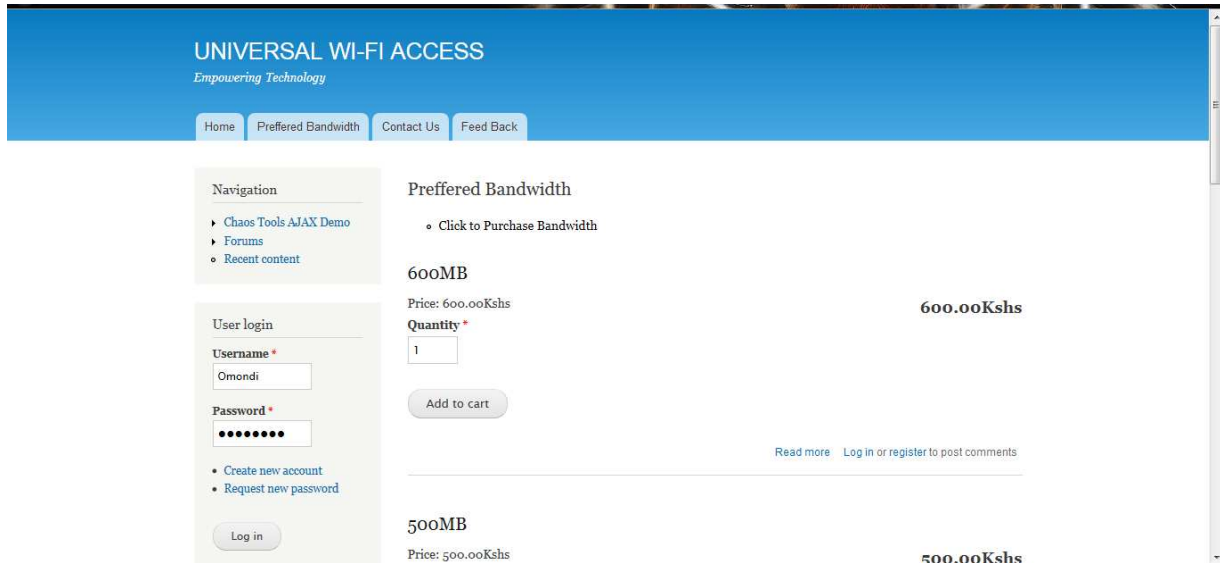 UNIVERSAL WI-FI ACCESS
Empowering Technology
Home Preffered Bandwidth Contact Us Feed Back
Navigation
Chaos Tools AJAX Demo
Forums
Recent content
User login
Username *
Omondi
Password *
●●●●●●●●
Create new account
Request new password
Log in
Preffered Bandwidth
Click to Purchase Bandwidth
600MB
Price: 600.00Kshs
600.00Kshs
Quantity *
1
Add to cart
Read more Log in or register to post comments
500MB
Price: 500.00Kshs
500.00Kshs